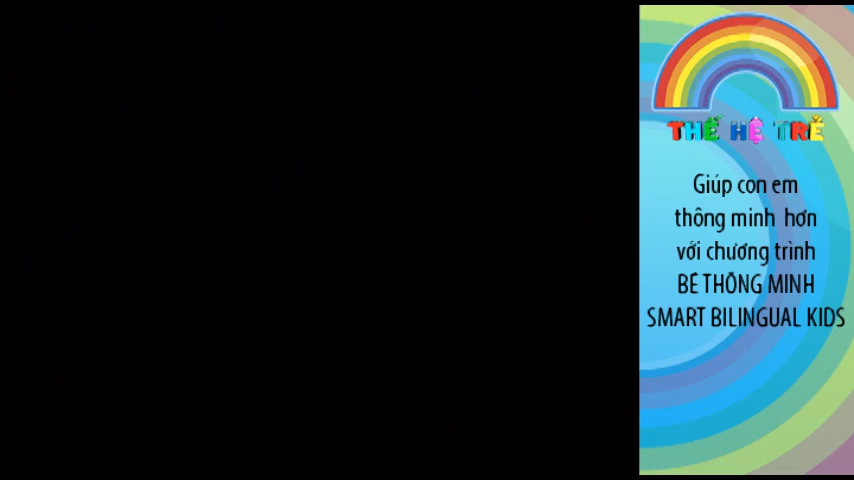 THẾ HỆ TRẺ
Giúp con em
thông minh hơn
với chương trình
BÉ THÔNG MINH
SMART BILINGUAL KIDS